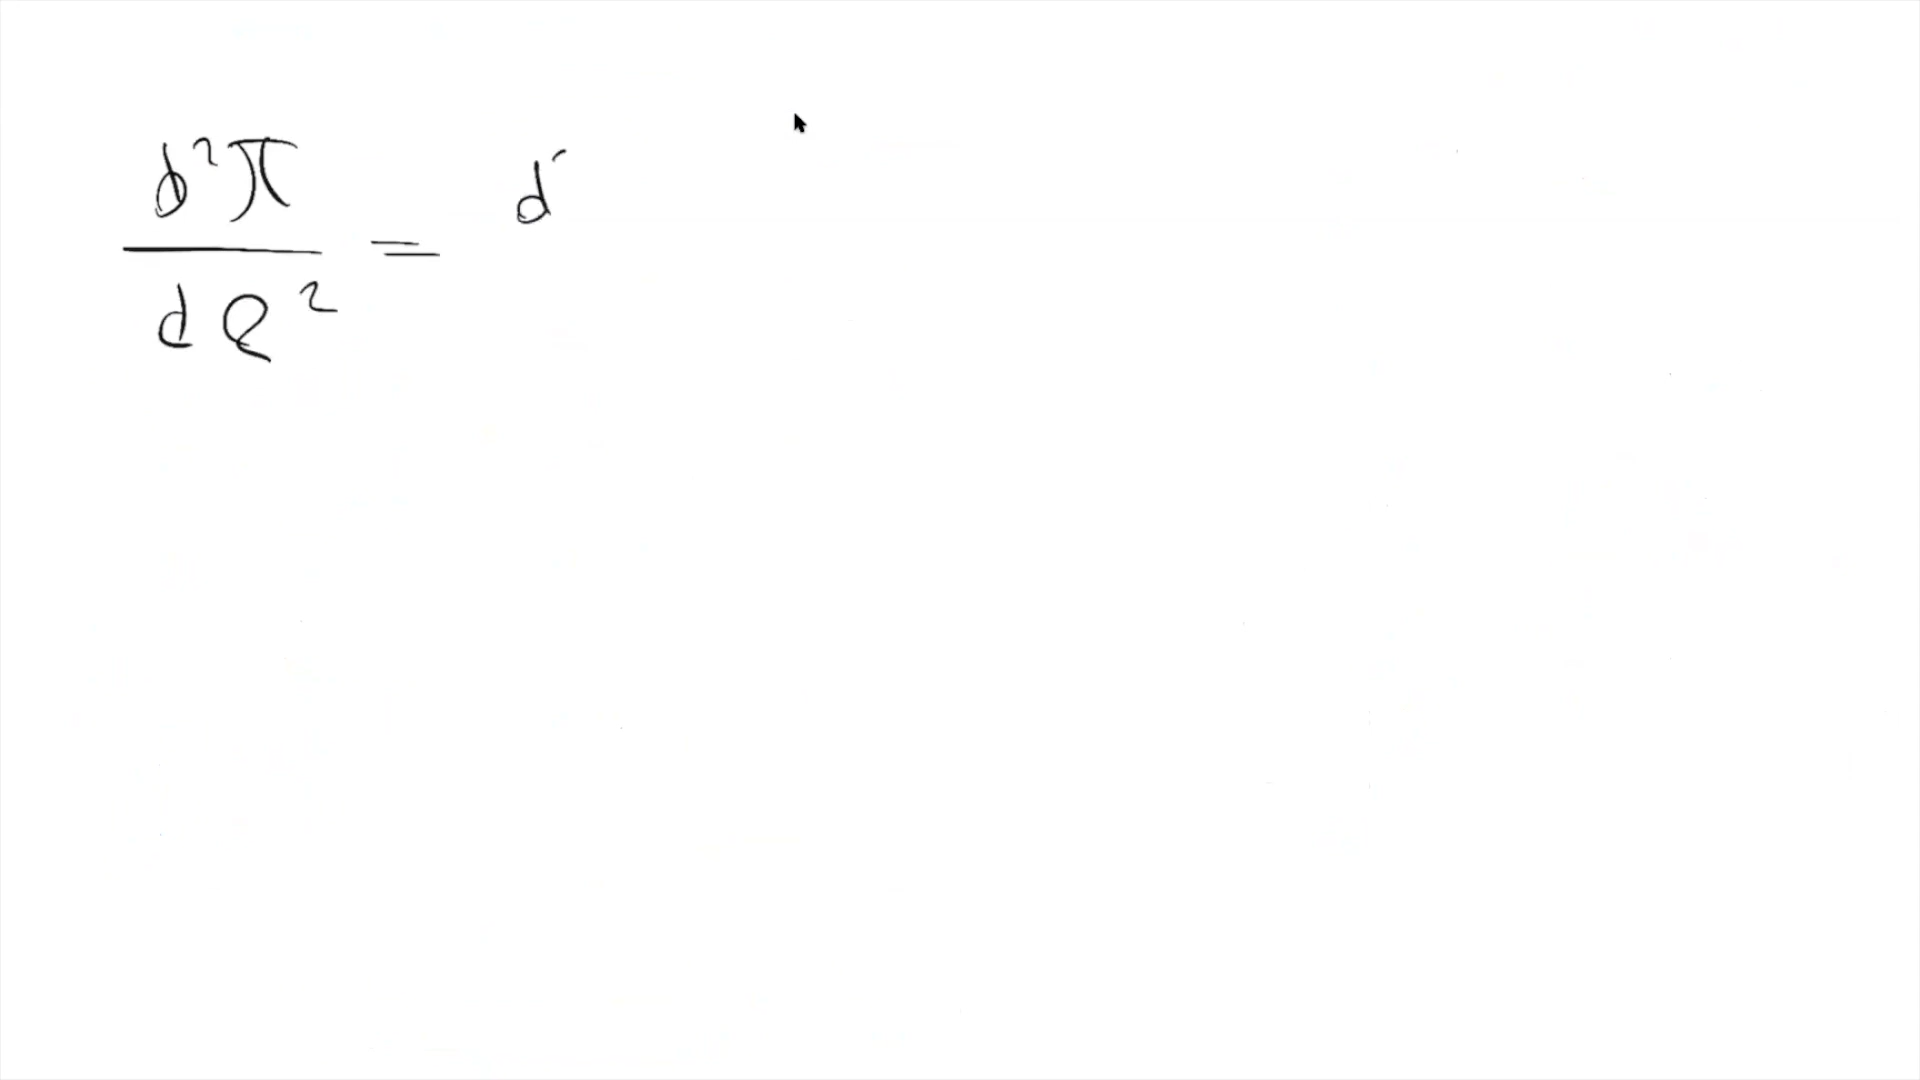 d²π / dQ² = d